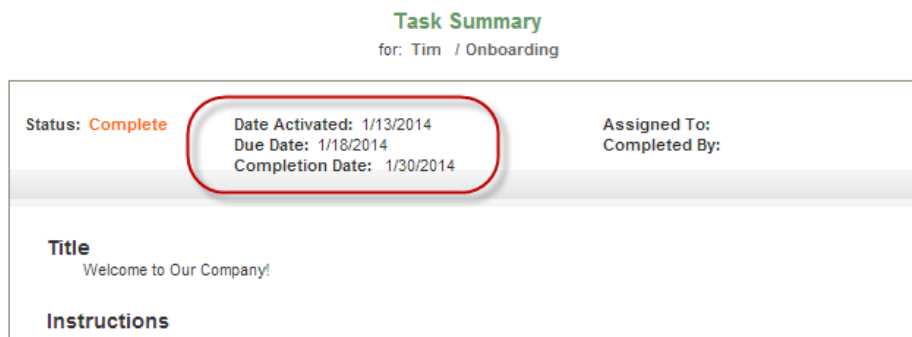 Task Summary
for: Tim / Onboarding
Status: Complete
Date Activated: 1/13/2014
Due Date: 1/18/2014
Completion Date: 1/30/2014
Assigned To:
Completed By:
Title
Welcome to Our Company!
Instructions